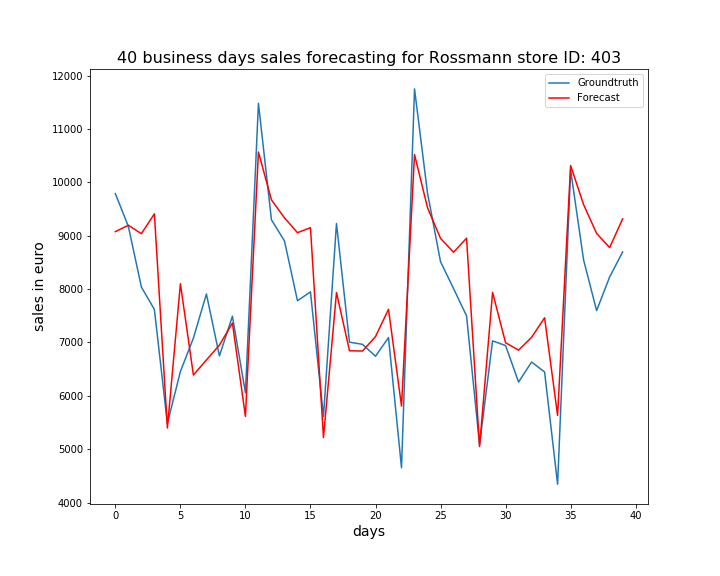 40 business days sales forecasting for Rossmann store ID: 403
Groundtruth
Forecast
12000
11000
10000
9000
8000
7000
6000
5000
4000
sales in euro
0 5 10 15 20 25 30 35 40
days